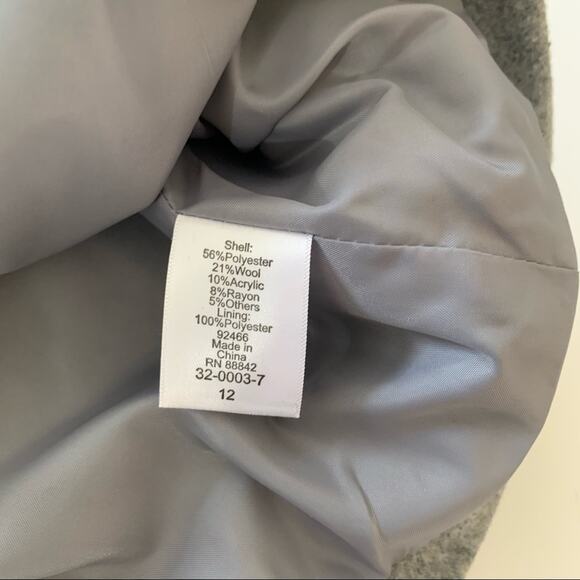 Shell:
56%Polyester
21%Wool
10%Acrylic
8%Rayon
5%Others
Lining:
100%Polyester
92466
Made in
China
RN 88842
32-0003-7
12